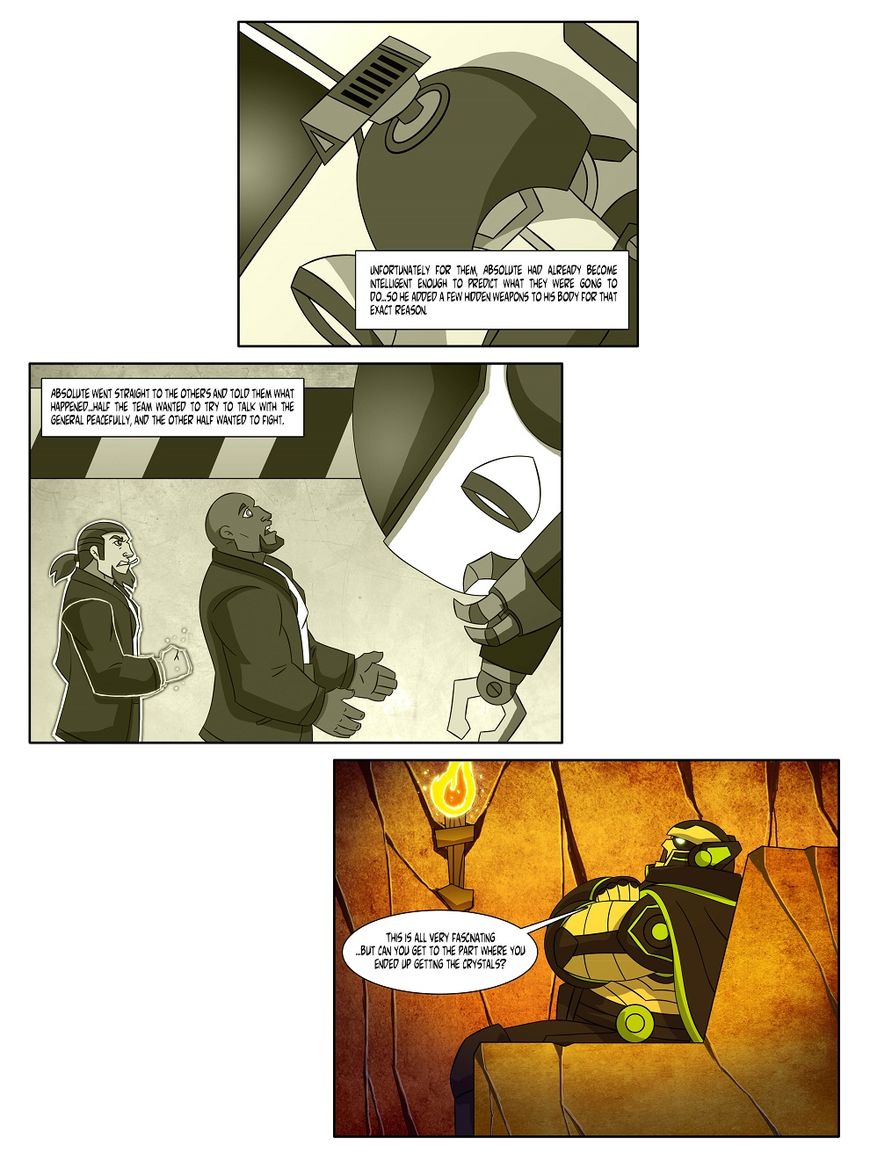 UNFORTUNATELY FOR THEM, ABSOLUTE HAD ALREADY BECOME
INTELLIGENT ENOUGH TO PREDICT WHAT THEY WERE GOING TO
DO...SO HE ADDED A FEW HIDDEN WEAPONS TO HIS BODY FOR THAT
EXACT REASON.
ABSOLUTE WENT STRAIGHT TO THE OTHERS AND TOLD THEM WHAT
HAPPENED...HALF THE TEAM WANTED TO TRY TO TALK WITH THE
GENERAL PEACEFULLY, AND THE OTHER HALF WANTED TO FIGHT.
THIS IS ALL VERY FASCNATING
...BUT CAN YOU GET TO THE PART WHERE YOU
ENDED UP GETTING THE CRYSTALS?